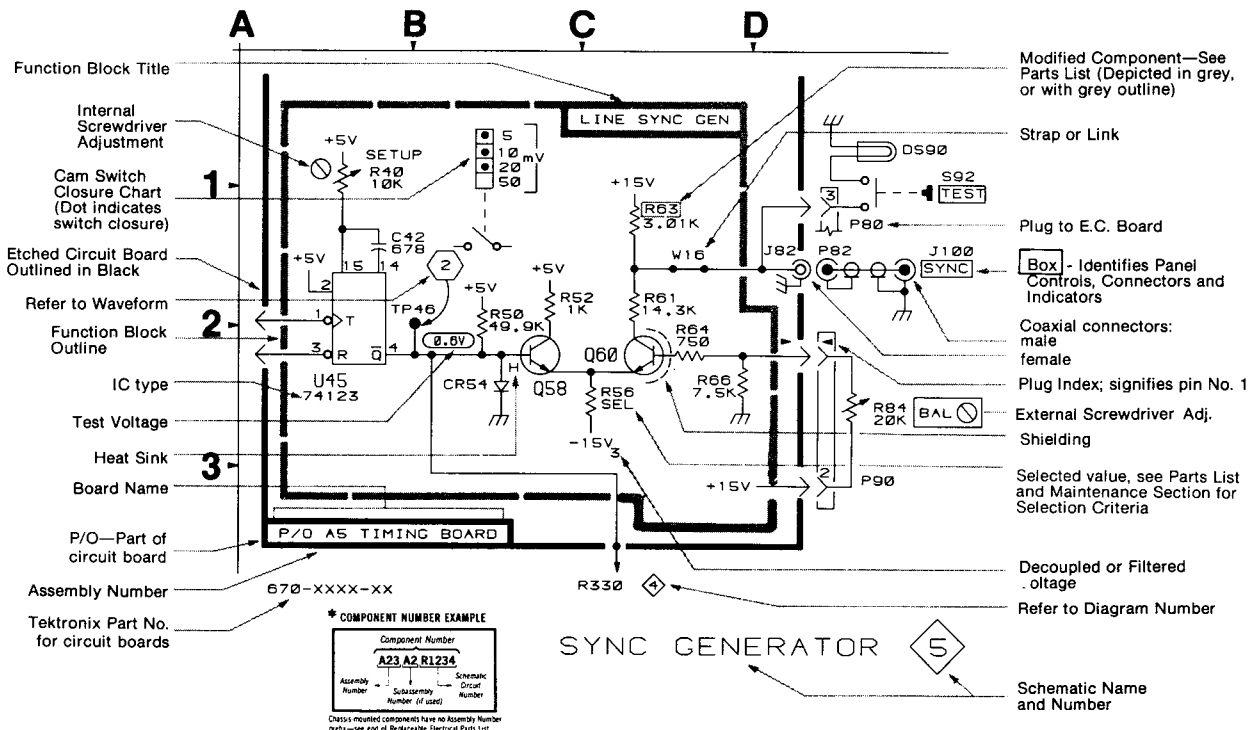 A B C D
1
2
3
Function Block Title
Internal
Screwdriver
Adjustment
Cam Switch
Closure Chart
(Dot indicates
switch closure)
Etched Circuit Board
Outlined in Black
Refer to Waveform
Function Block
Outline
IC type
Test Voltage
Heat Sink
Board Name
P/O—Part of
circuit board
Assembly Number
Tektronix Part No.
for circuit boards
LINE SYNC GEN
+5V
SETUP
R40
10K
5
10
20
50
mV
C42
678
+5V
15 14
2
1
T
3
R
Q̅
4
U45
74123
2
TP46
0.6V
+5V
R50
49.9K
CR54
H
+5V
R52
1K
Q58
Q60
R56
SEL
-15V
3
+15V
R63
3.01K
W16
R61
14.3K
R64
750
R66
7.5K
+15V
DS90
S92
TEST
3
P80
J82 P82
J100
SYNC
1
R84
20K
BAL
2
P90
P/O A5 TIMING BOARD
670-XXXX-XX
R330
4
SYNC GENERATOR
5
* COMPONENT NUMBER EXAMPLE
Component Number
A23 A2 R1234
Assembly
Number
Subassembly
Number (if used)
Schematic
Circuit
Number
Chassis-mounted components have no Assembly Number
—see end of Replaceable Electrical Parts List
Modified Component—See
Parts List (Depicted in grey,
or with grey outline)
Strap or Link
Plug to E.C. Board
Box - Identifies Panel
Controls, Connectors and
Indicators
Coaxial connectors:
male
female
Plug Index; signifies pin No. 1
External Screwdriver Adj.
Shielding
Selected value, see Parts List
and Maintenance Section for
Selection Criteria
Decoupled or Filtered
.oltage
Refer to Diagram Number
Schematic Name
and Number